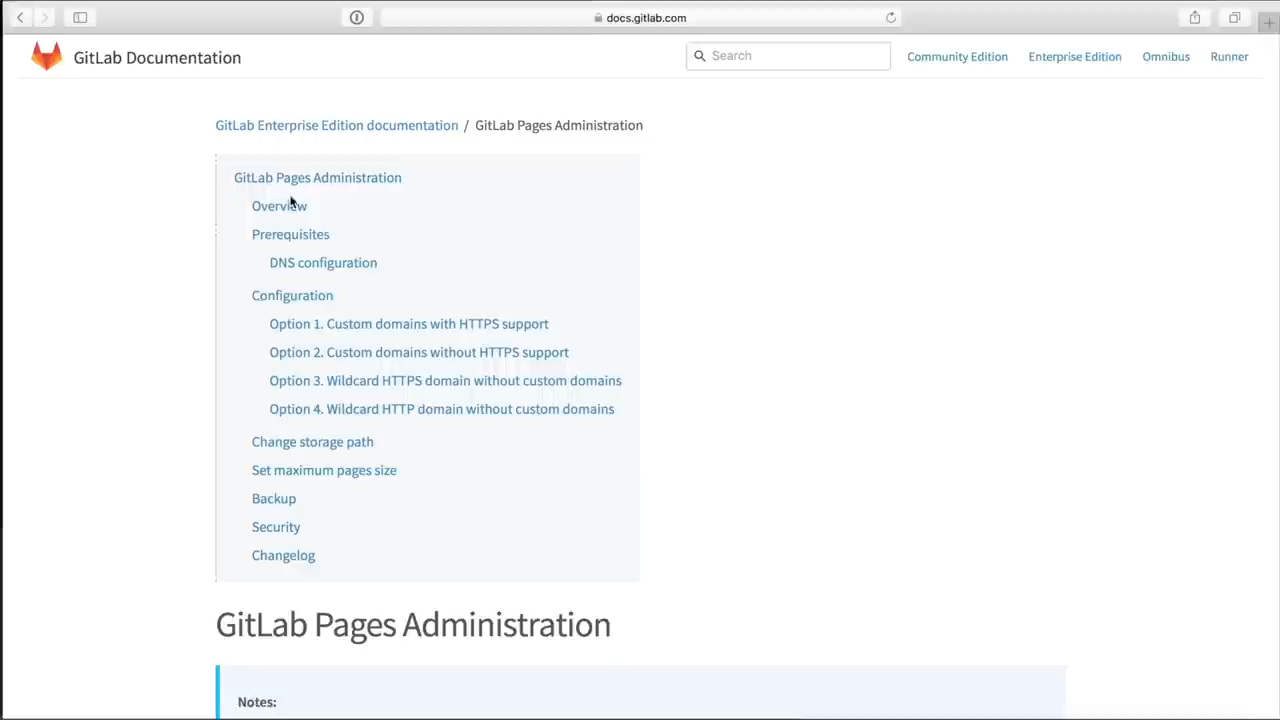 docs.gitlab.com
GitLab Documentation
Search
Community Edition
Enterprise Edition
Omnibus
Runner
GitLab Enterprise Edition documentation / GitLab Pages Administration
GitLab Pages Administration
Overview
Prerequisites
DNS configuration
Configuration
Option 1. Custom domains with HTTPS support
Option 2. Custom domains without HTTPS support
Option 3. Wildcard HTTPS domain without custom domains
Option 4. Wildcard HTTP domain without custom domains
Change storage path
Set maximum pages size
Backup
Security
Changelog
GitLab Pages Administration
Notes: